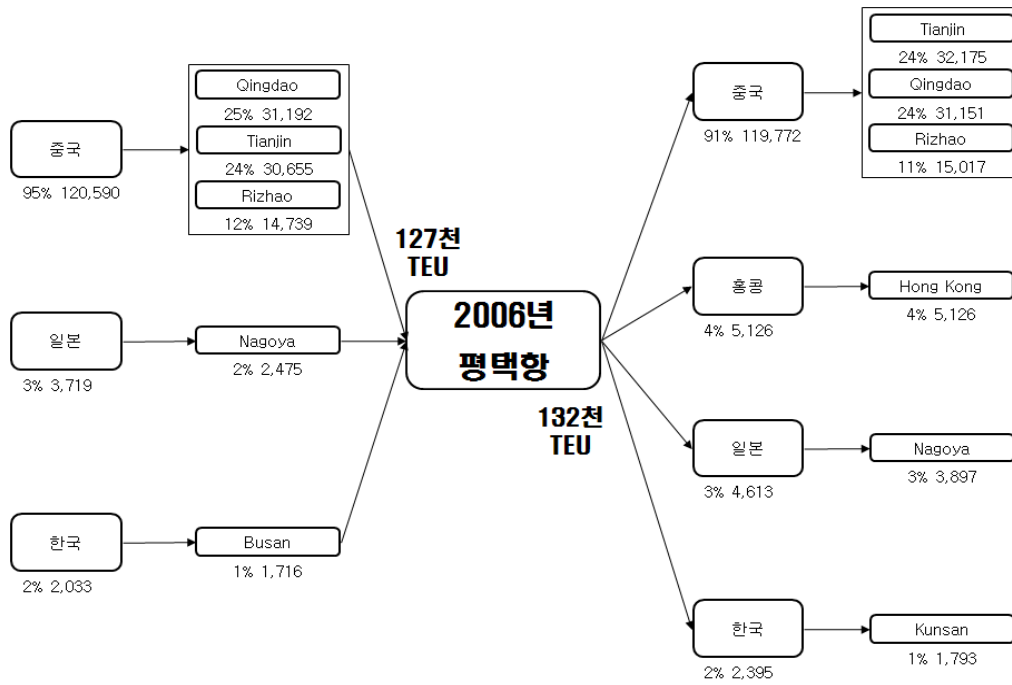 중국
95% 120,590
Qingdao
25% 31,192
Tianjin
24% 30,655
Rizhao
12% 14,739
일본
3% 3,719
Nagoya
2% 2,475
한국
2% 2,033
Busan
1% 1,716
127천
TEU
2006년
평택항
132천
TEU
중국
91% 119,772
Tianjin
24% 32,175
Qingdao
24% 31,151
Rizhao
11% 15,017
홍콩
4% 5,126
Hong Kong
4% 5,126
일본
3% 4,613
Nagoya
3% 3,897
한국
2% 2,395
Kunsan
1% 1,793